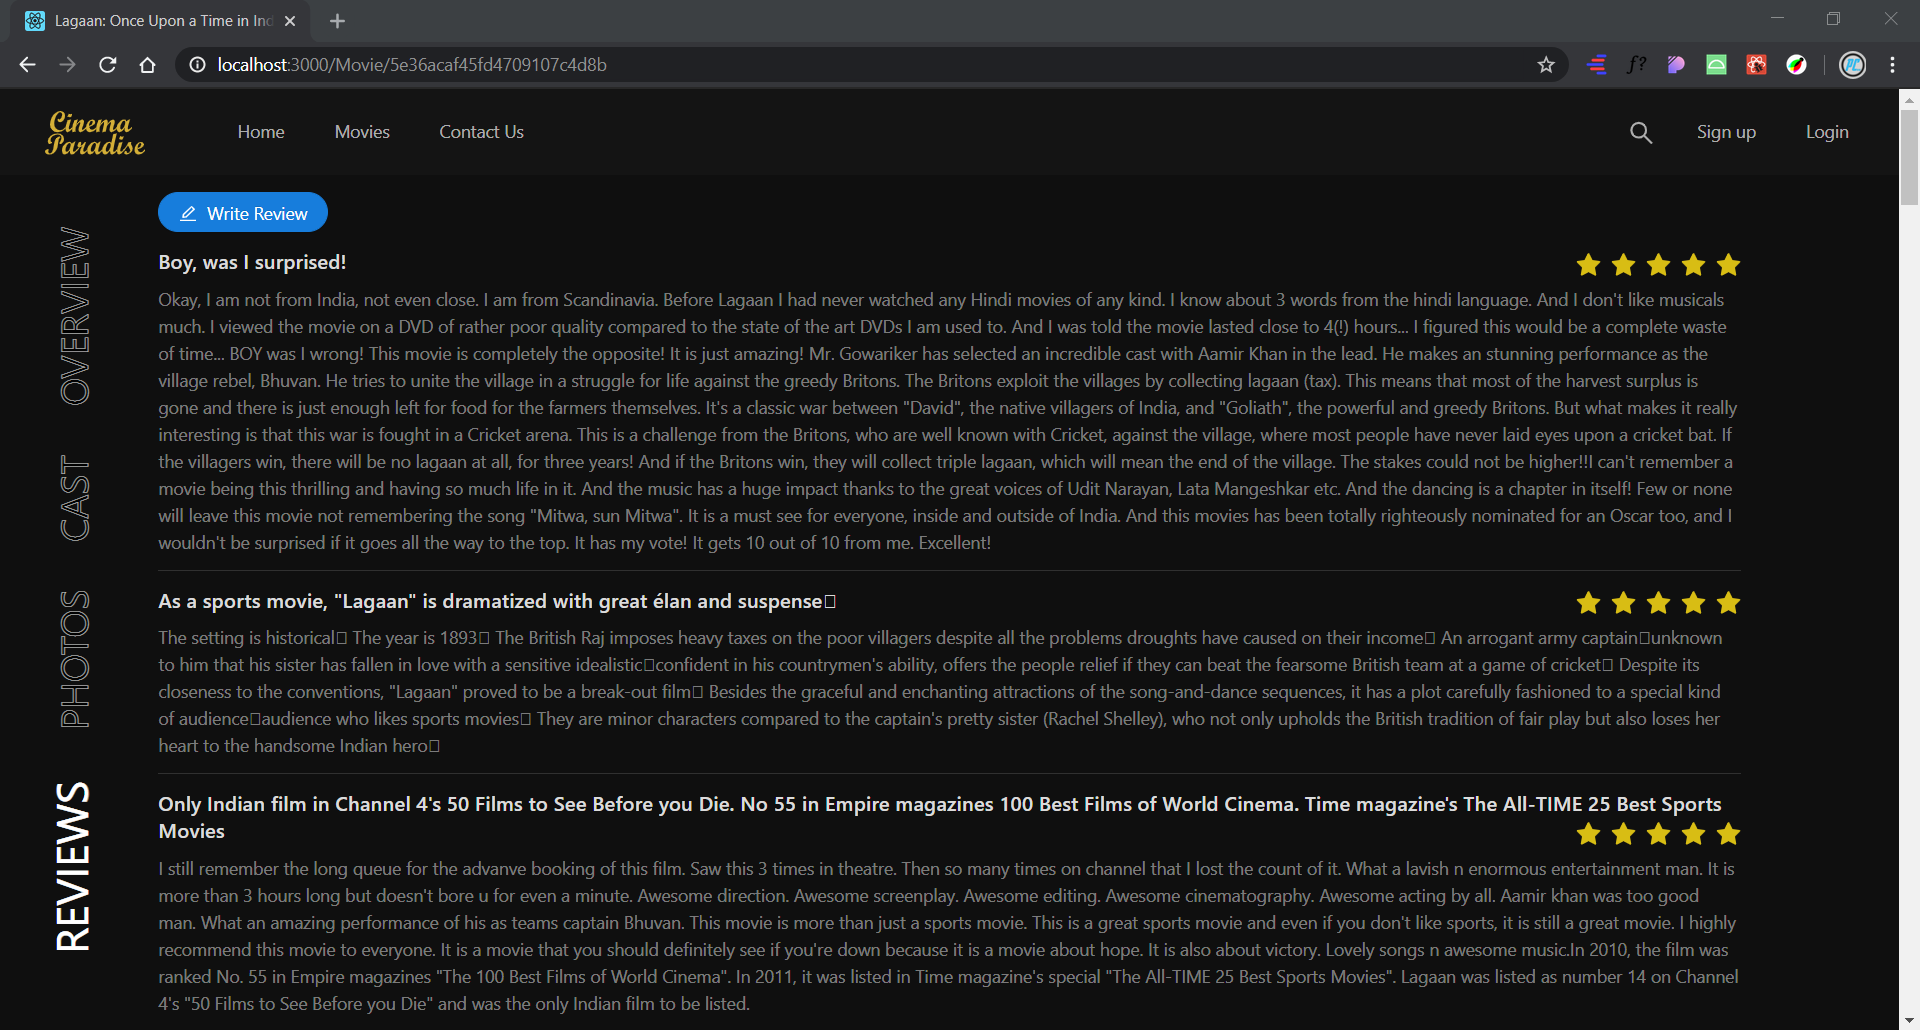 Lagaan: Once Upon a Time in Ind
localhost:3000/Movie/5e36acaf45fd4709107c4d8b
f?
PC
Cinema
Paradise
Home
Movies
Contact Us
Sign up
Login
OVERVIEW
CAST
PHOTOS
REVIEWS
Write Review
Boy, was I surprised!
Okay, I am not from India, not even close. I am from Scandinavia. Before Lagaan I had never watched any Hindi movies of any kind. I know about 3 words from the hindi language. And I don't like musicals
much. I viewed the movie on a DVD of rather poor quality compared to the state of the art DVDs I am used to. And I was told the movie lasted close to 4(!) hours... I figured this would be a complete waste
of time... BOY was I wrong! This movie is completely the opposite! It is just amazing! Mr. Gowariker has selected an incredible cast with Aamir Khan in the lead. He makes an stunning performance as the
village rebel, Bhuvan. He tries to unite the village in a struggle for life against the greedy Britons. The Britons exploit the villages by collecting lagaan (tax). This means that most of the harvest surplus is
gone and there is just enough left for food for the farmers themselves. It's a classic war between "David", the native villagers of India, and "Goliath", the powerful and greedy Britons. But what makes it really
interesting is that this war is fought in a Cricket arena. This is a challenge from the Britons, who are well known with Cricket, against the village, where most people have never laid eyes upon a cricket bat. If
the villagers win, there will be no lagaan at all, for three years! And if the Britons win, they will collect triple lagaan, which will mean the end of the village. The stakes could not be higher!!I can't remember a
movie being this thrilling and having so much life in it. And the music has a huge impact thanks to the great voices of Udit Narayan, Lata Mangeshkar etc. And the dancing is a chapter in itself! Few or none
will leave this movie not remembering the song "Mitwa, sun Mitwa". It is a must see for everyone, inside and outside of India. And this movies has been totally righteously nominated for an Oscar too, and I
wouldn't be surprised if it goes all the way to the top. It has my vote! It gets 10 out of 10 from me. Excellent!
As a sports movie, "Lagaan" is dramatized with great élan and suspense▯
The setting is historical▯ The year is 1893▯ The British Raj imposes heavy taxes on the poor villagers despite all the problems droughts have caused on their income▯ An arrogant army captain▯unknown
to him that his sister has fallen in love with a sensitive idealistic▯confident in his countrymen's ability, offers the people relief if they can beat the fearsome British team at a game of cricket▯ Despite its
closeness to the conventions, "Lagaan" proved to be a break-out film▯ Besides the graceful and enchanting attractions of the song-and-dance sequences, it has a plot carefully fashioned to a special kind
of audience▯audience who likes sports movies▯ They are minor characters compared to the captain's pretty sister (Rachel Shelley), who not only upholds the British tradition of fair play but also loses her
heart to the handsome Indian hero▯
Only Indian film in Channel 4's 50 Films to See Before you Die. No 55 in Empire magazines 100 Best Films of World Cinema. Time magazine's The All-TIME 25 Best Sports
Movies
I still remember the long queue for the advanve booking of this film. Saw this 3 times in theatre. Then so many times on channel that I lost the count of it. What a lavish n enormous entertainment man. It is
more than 3 hours long but doesn't bore u for even a minute. Awesome direction. Awesome screenplay. Awesome editing. Awesome cinematography. Awesome acting by all. Aamir khan was too good
man. What an amazing performance of his as teams captain Bhuvan. This movie is more than just a sports movie. This is a great sports movie and even if you don't like sports, it is still a great movie. I highly
recommend this movie to everyone. It is a movie that you should definitely see if you're down because it is a movie about hope. It is also about victory. Lovely songs n awesome music.In 2010, the film was
ranked No. 55 in Empire magazines "The 100 Best Films of World Cinema". In 2011, it was listed in Time magazine's special "The All-TIME 25 Best Sports Movies". Lagaan was listed as number 14 on Channel
4's "50 Films to See Before you Die" and was the only Indian film to be listed.